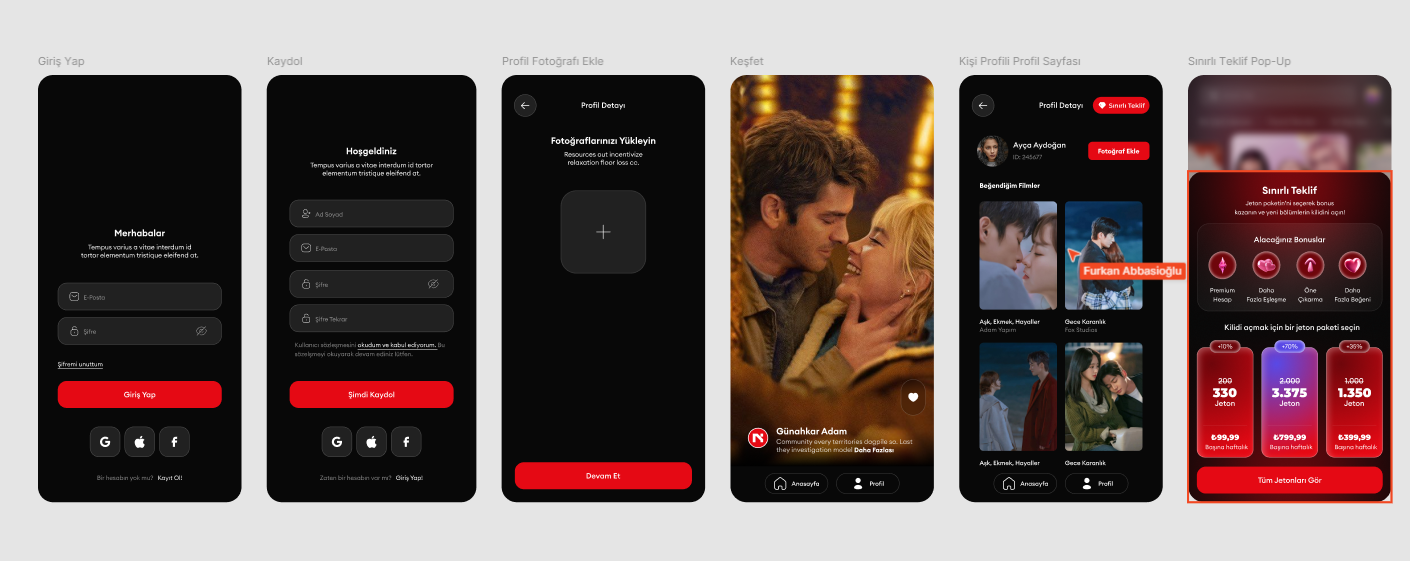 Giriş Yap
Merhabalar
Tempus varius a vitae interdum id
tortor elementum tristique eleifend at.
E-Posta
Şifre
Şifremi unuttum
Giriş Yap
G
f
Bir hesabın yok mu? Kayıt Ol!
Kaydol
Hoşgeldiniz
Tempus varius a vitae interdum id tortor
elementum tristique eleifend at.
Ad Soyad
E-Posta
Şifre
Şifre Tekrar
Kullanıcı sözleşmesini okudum ve kabul ediyorum. Bu
sözleşmeyi okuyarak devam ediniz lütfen.
Şimdi Kaydol
G
f
Zaten bir hesabın var mı? Giriş Yap!
Profil Fotoğrafı Ekle
Profil Detayı
Fotoğraflarınızı Yükleyin
Resources out incentivize
relaxation floor loss cc.
Devam Et
Keşfet
Günahkar Adam
Community every territories dogpile so. Last
they investigation model Daha Fazlası
Anasayfa
Profil
Kişi Profili Profil Sayfası
Profil Detayı
Sınırlı Teklif
Ayça Aydoğan
ID: 245677
Fotoğraf Ekle
Beğendiğim Filmler
Aşk, Ekmek, Hayaller
Adam Yapım
Gece Karanlık
Fox Studios
Aşk, Ekmek, Hayaller
Gece Karanlık
Anasayfa
Profil
Furkan Abbasioğlu
Sınırlı Teklif Pop-Up
Sınırlı Teklif
Jeton paketin'ni seçerek bonus
kazanın ve yeni bölümlerin kilidini açın!
Alacağınız Bonuslar
Premium
Hesap
Daha
Fazla Eşleşme
Öne
Çıkarma
Daha
Fazla Beğeni
Kilidi açmak için bir jeton paketi seçin
+10%
200
330
Jeton
₺99,99
Başına haftalık
+70%
2.000
3.375
Jeton
₺799,99
Başına haftalık
+35%
1.000
1.350
Jeton
₺399,99
Başına haftalık
Tüm Jetonları Gör